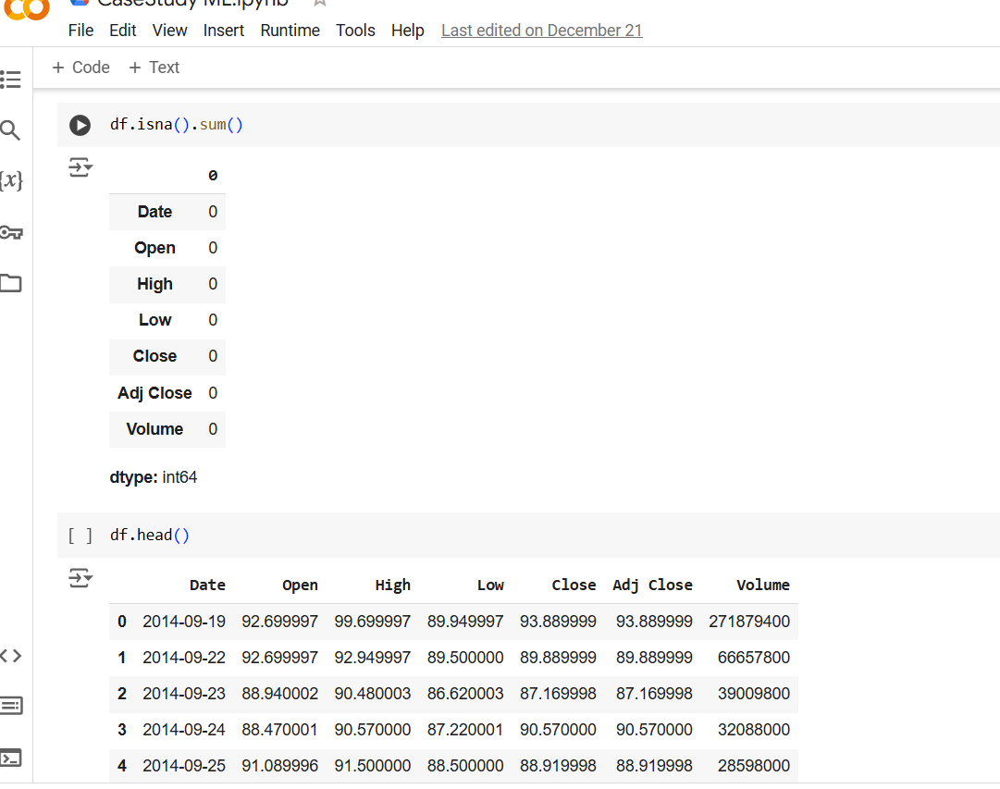 CaseStudy ML.ipynb
File Edit View Insert Runtime Tools Help Last edited on December 21
+ Code + Text
df.isna().sum()
0
Date 0
Open 0
High 0
Low 0
Close 0
Adj Close 0
Volume 0
dtype: int64
[ ] df.head()
Date Open High Low Close Adj Close Volume
0 2014-09-19 92.699997 99.699997 89.949997 93.889999 93.889999 271879400
1 2014-09-22 92.699997 92.949997 89.500000 89.889999 89.889999 66657800
2 2014-09-23 88.940002 90.480003 86.620003 87.169998 87.169998 39009800
3 2014-09-24 88.470001 90.570000 87.220001 90.570000 90.570000 32088000
4 2014-09-25 91.089996 91.500000 88.500000 88.919998 88.919998 28598000